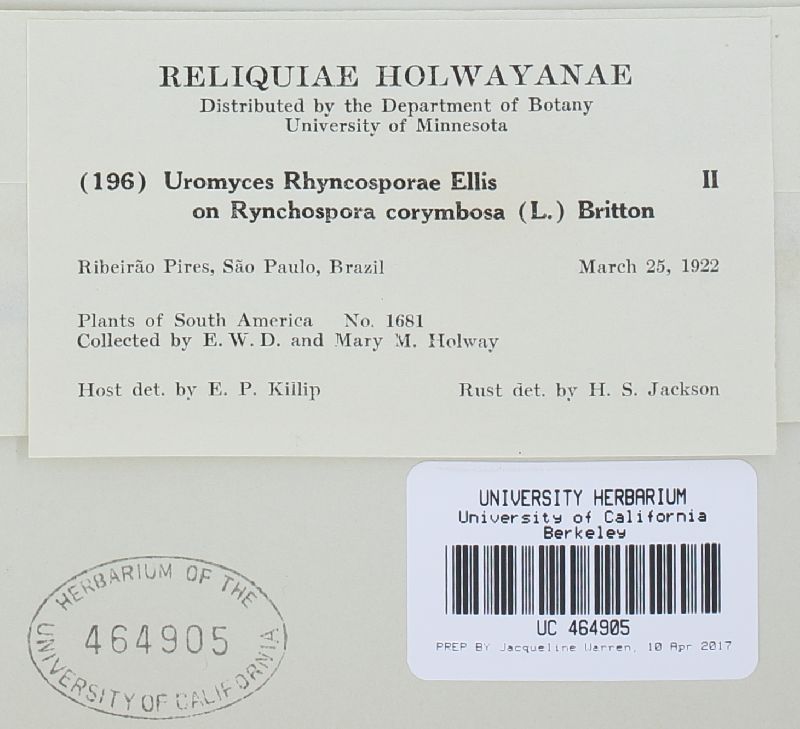 RELIQUIAE HOLWAYANAE
Distributed by the Department of Botany
University of Minnesota
(196) Uromyces Rhyncosporae Ellis II
on Rynchospora corymbosa (L.) Britton
Ribeirão Pires, São Paulo, Brazil March 25, 1922
Plants of South America No. 1681
Collected by E. W. D. and Mary M. Holway
Host det. by E. P. Killip Rust det. by H. S. Jackson
UNIVERSITY HERBARIUM
University of California
Berkeley
UC 464905
PREP BY Jacqueline Warren, 10 Apr 2017
HERBARIUM OF THE
464905
UNIVERSITY OF CALIFORNIA